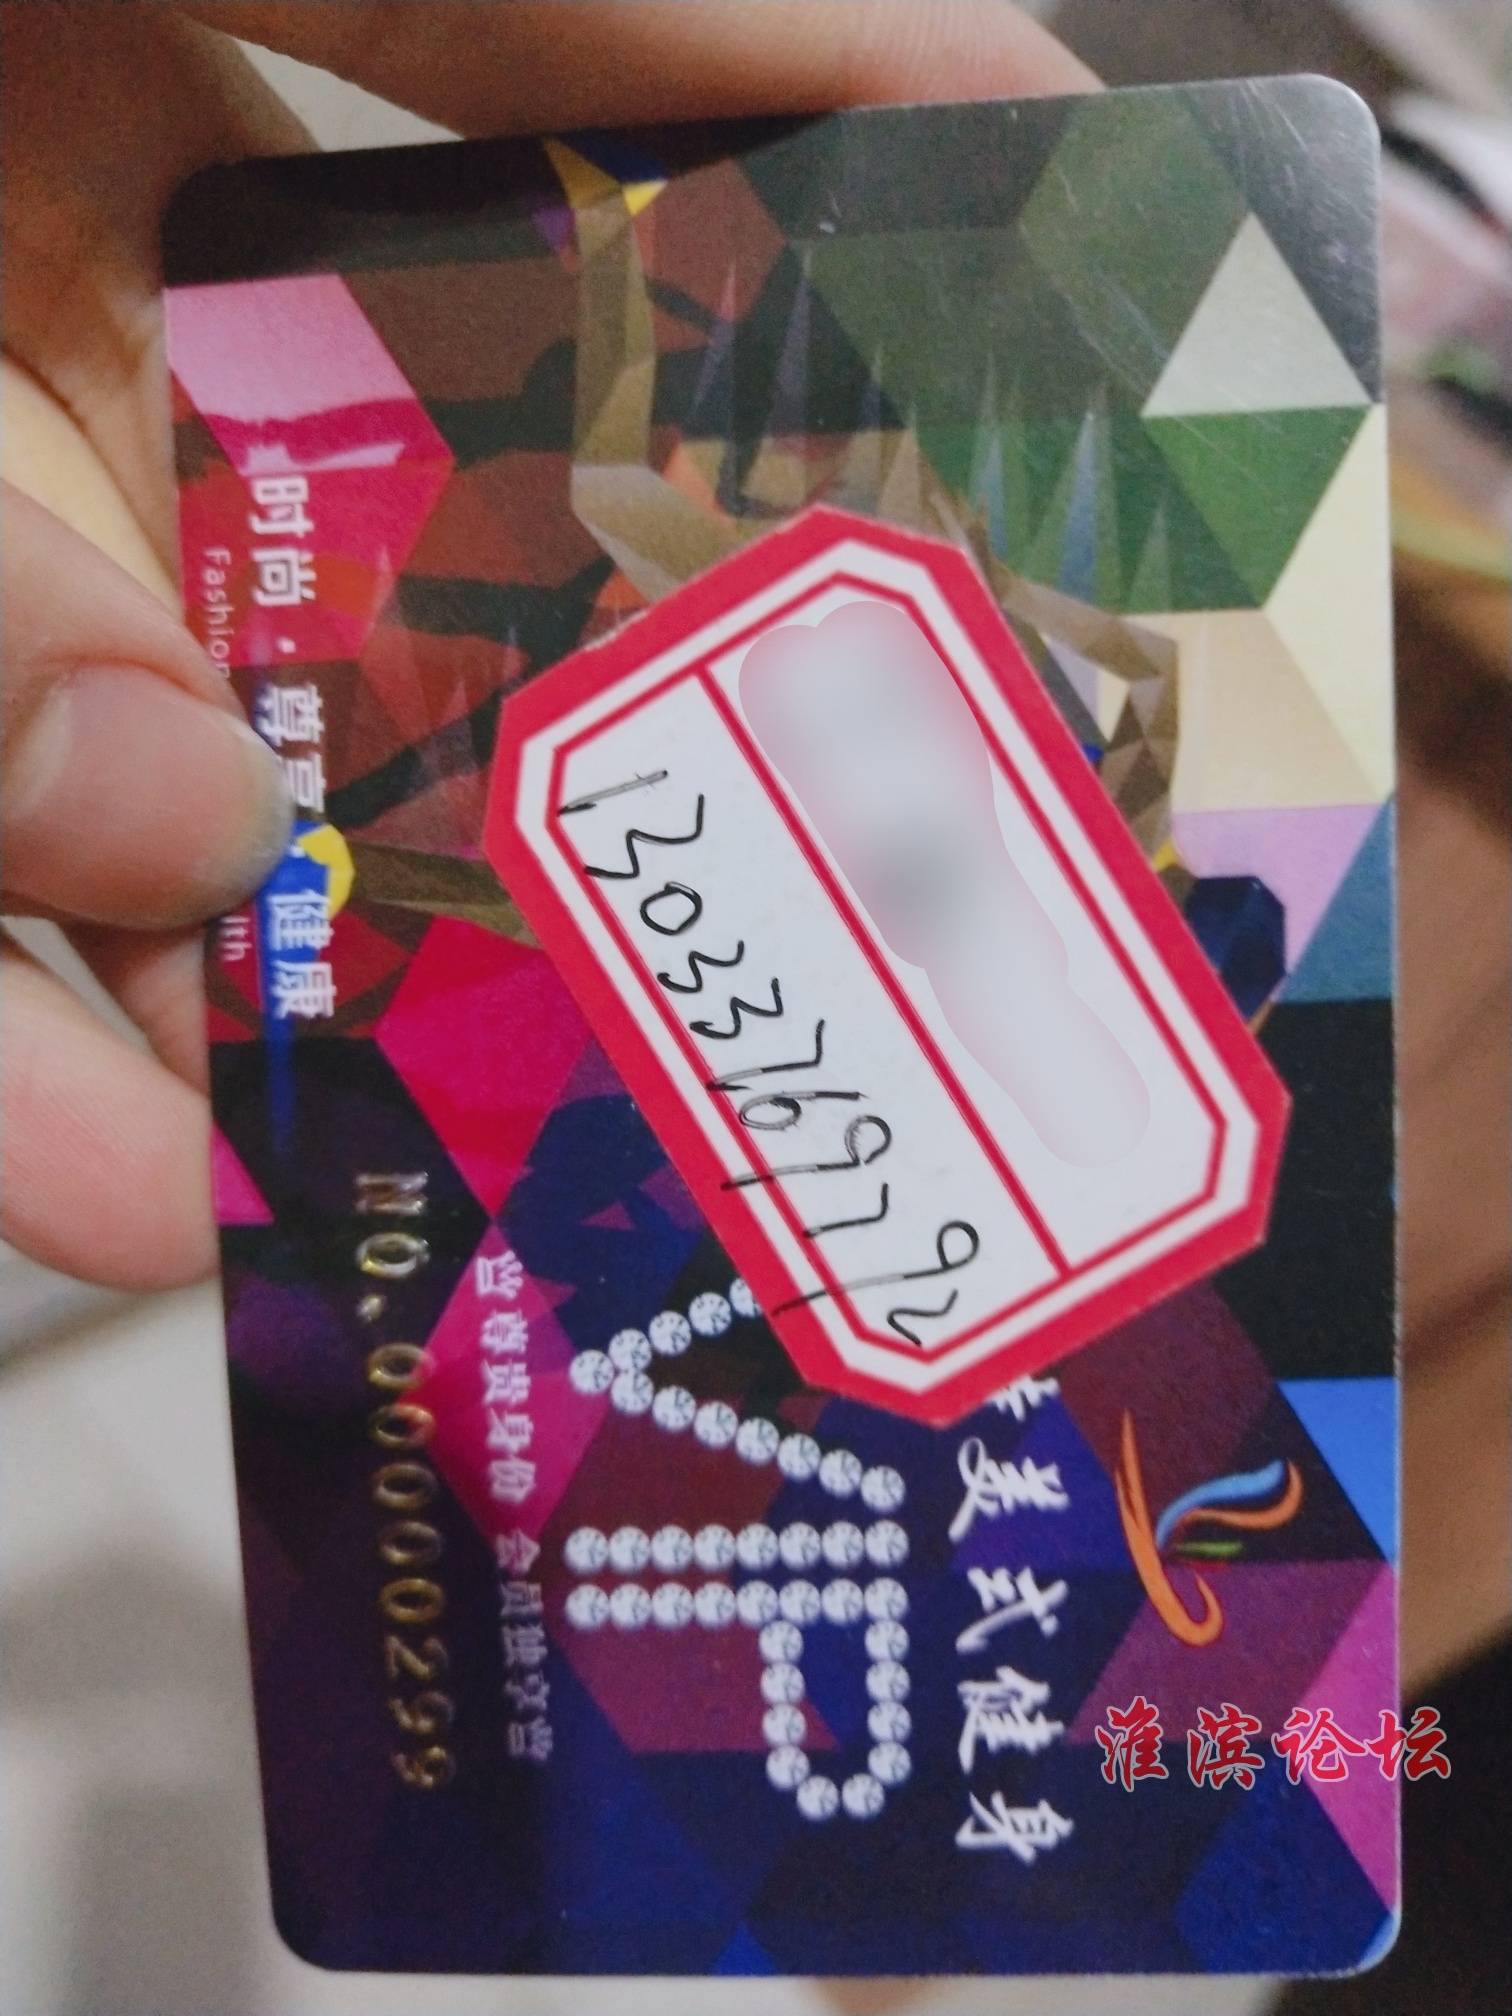 美式健身
VIP
尊贵身份 会员独享
NO.00000299
13033769792
时尚·尊享·健康
Fashion
淮滨论坛